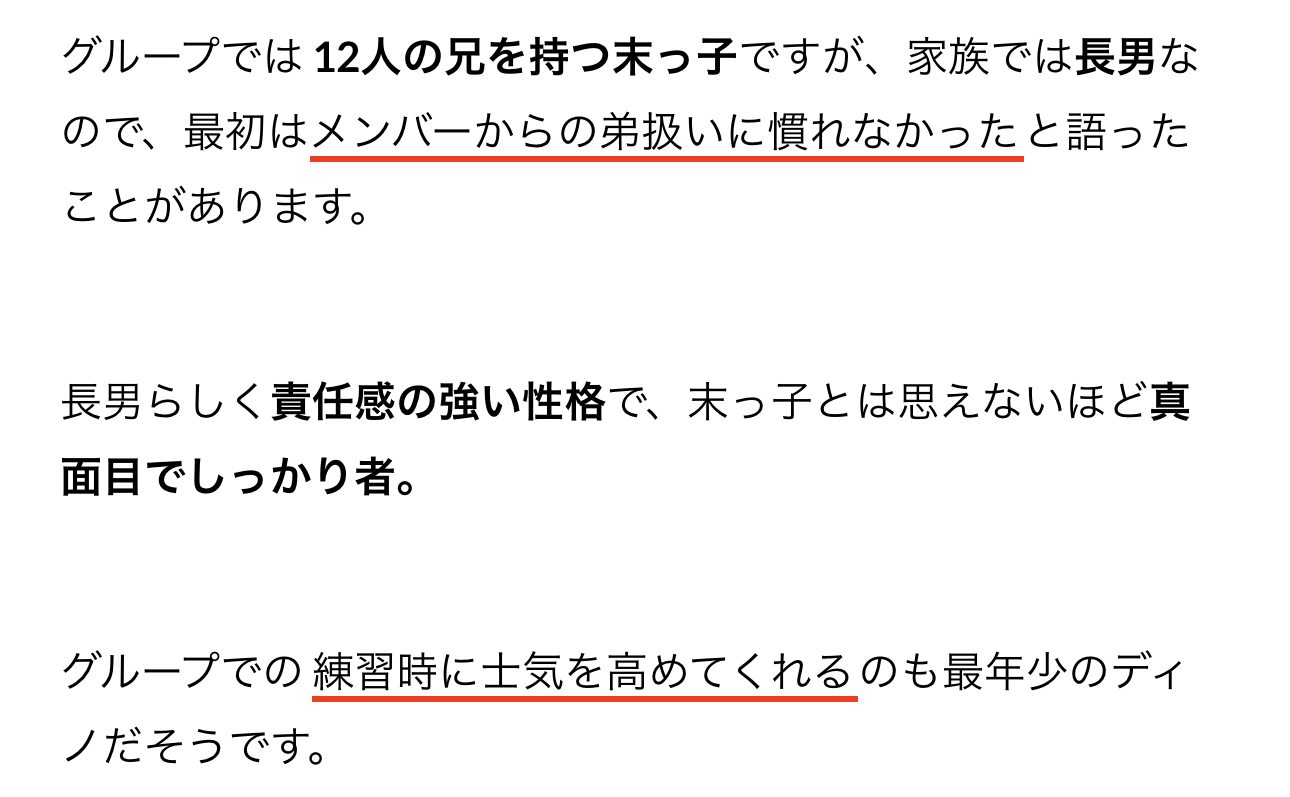 グループでは 12人の兄を持つ末っ子ですが、家族では長男な
ので、最初はメンバーからの弟扱いに慣れなかった と語った
ことがあります。
長男らしく責任感の強い性格で、末っ子とは思えないほど真
面目でしっかり者。
グループでの 練習時に士気を高めてくれる のも最年少のディ
ノだそうです。